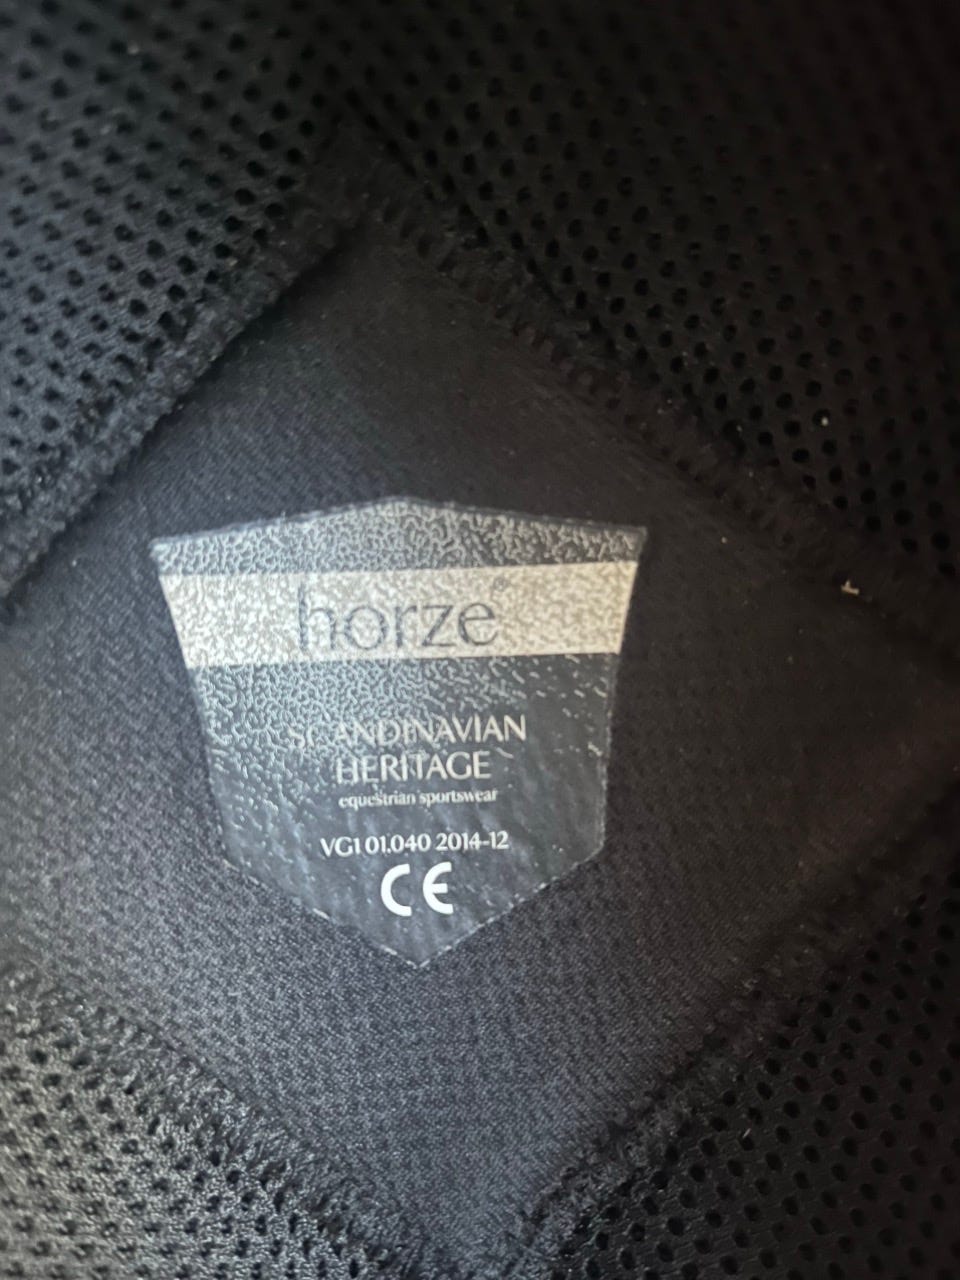 horze®
SCANDINAVIAN
HERITAGE
equestrian sportswear
VG1 01.040 2014-12
CE